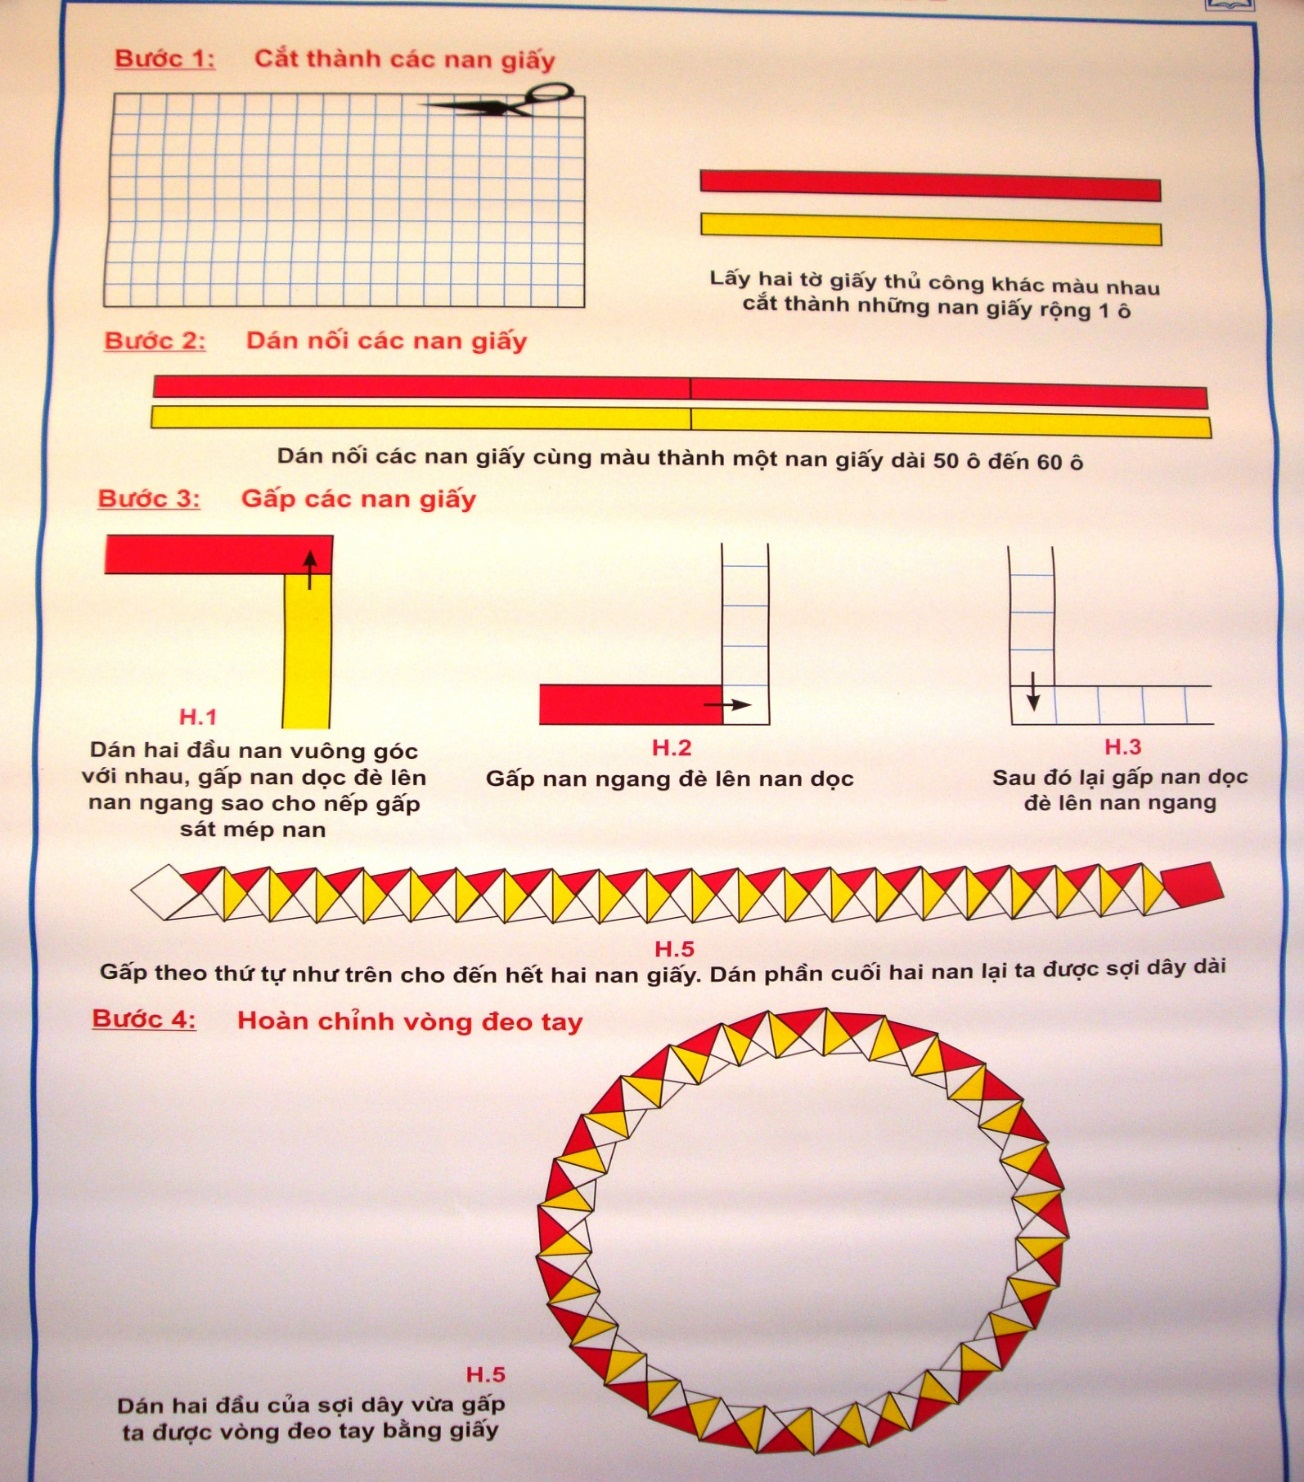 Bước 1: Cắt thành các nan giấy
Lấy hai tờ giấy thủ công khác màu nhau
cắt thành những nan giấy rộng 1 ô
Bước 2: Dán nối các nan giấy
Dán nối các nan giấy cùng màu thành một nan giấy dài 50 ô đến 60 ô
Bước 3: Gấp các nan giấy
H.1
Dán hai đầu nan vuông góc
với nhau, gấp nan dọc đè lên
nan ngang sao cho nếp gấp
sát mép nan
H.2
Gấp nan ngang đè lên nan dọc
H.3
Sau đó lại gấp nan dọc
đè lên nan ngang
H.5
Gấp theo thứ tự như trên cho đến hết hai nan giấy. Dán phần cuối hai nan lại ta được sợi dây dài
Bước 4: Hoàn chỉnh vòng đeo tay
H.5
Dán hai đầu của sợi dây vừa gấp
ta được vòng đeo tay bằng giấy